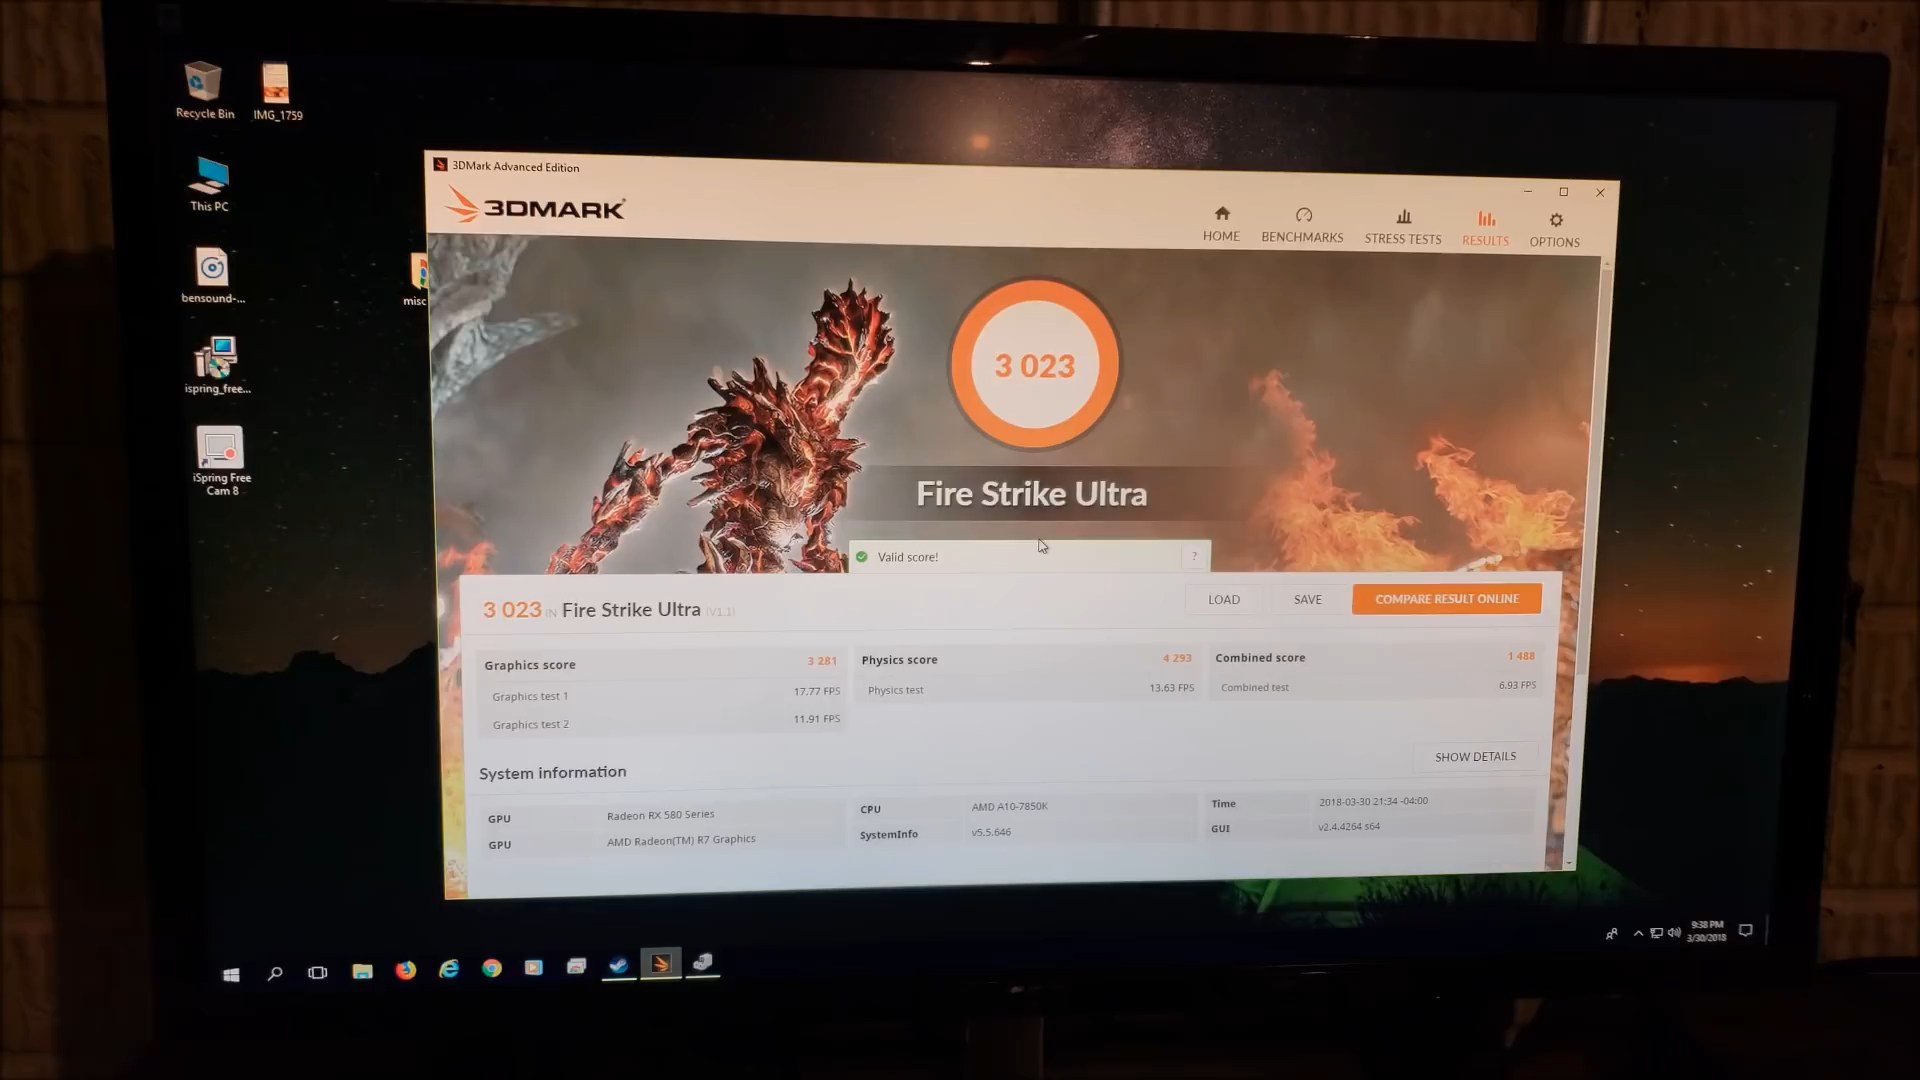 Recycle Bin
IMG_1759
This PC
bensound-...
misc
ispring_free...
iSpring Free
Cam 8
3DMark Advanced Edition
3DMARK
HOME
BENCHMARKS
STRESS TESTS
RESULTS
OPTIONS
3 023
Fire Strike Ultra
Valid score!
?
3 023 IN Fire Strike Ultra (V1.1)
LOAD
SAVE
COMPARE RESULT ONLINE
Graphics score 3 281
Graphics test 1 17.77 FPS
Graphics test 2 11.91 FPS
Physics score 4 293
Physics test 13.63 FPS
Combined score 1 488
Combined test 6.93 FPS
SHOW DETAILS
System information
GPU Radeon RX 580 Series
GPU AMD Radeon(TM) R7 Graphics
CPU AMD A10-7850K
SystemInfo v5.5.646
Time 2018-03-30 21:34 -04:00
GUI v2.4.4264 s64
9:38 PM
3/30/2018